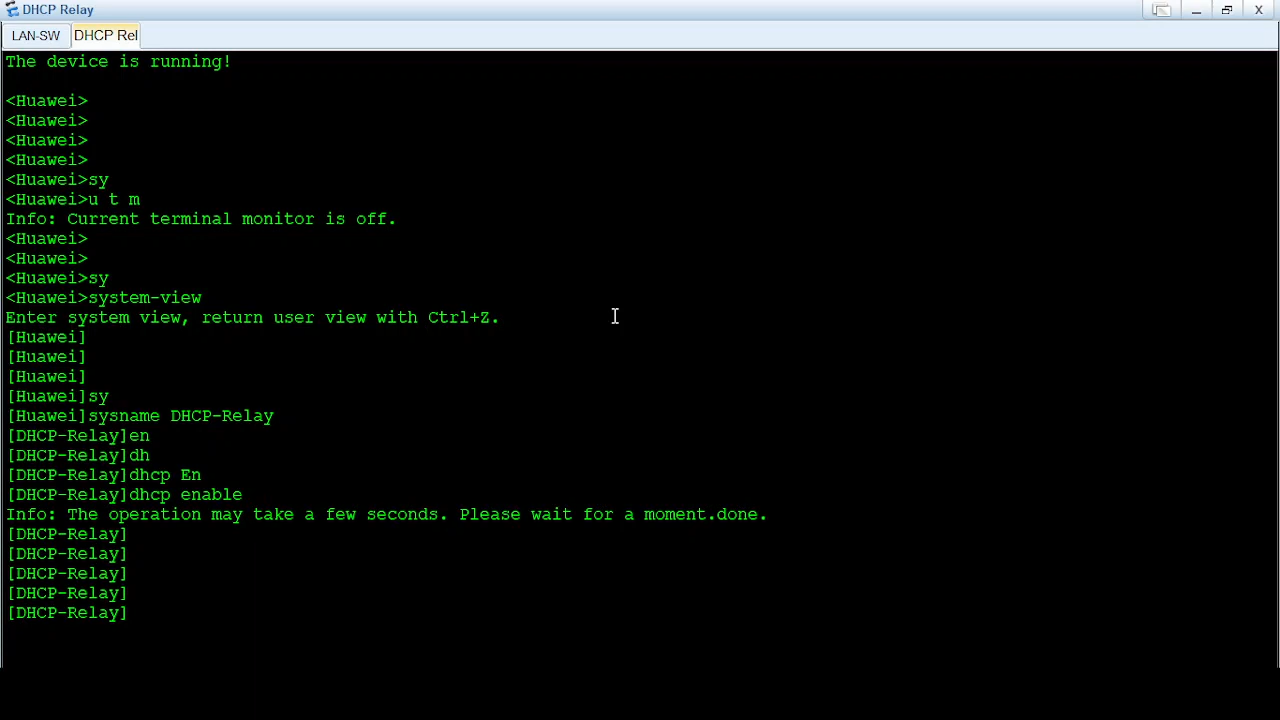 DHCP Relay
LAN-SW DHCP Rel
The device is running!
<Huawei>
<Huawei>
<Huawei>
<Huawei>
<Huawei>sy
<Huawei>u t m
Info: Current terminal monitor is off.
<Huawei>
<Huawei>
<Huawei>sy
<Huawei>system-view
Enter system view, return user view with Ctrl+Z.
[Huawei]
[Huawei]
[Huawei]
[Huawei]sy
[Huawei]sysname DHCP-Relay
[DHCP-Relay]en
[DHCP-Relay]dh
[DHCP-Relay]dhcp En
[DHCP-Relay]dhcp enable
Info: The operation may take a few seconds. Please wait for a moment.done.
[DHCP-Relay]
[DHCP-Relay]
[DHCP-Relay]
[DHCP-Relay]
[DHCP-Relay]